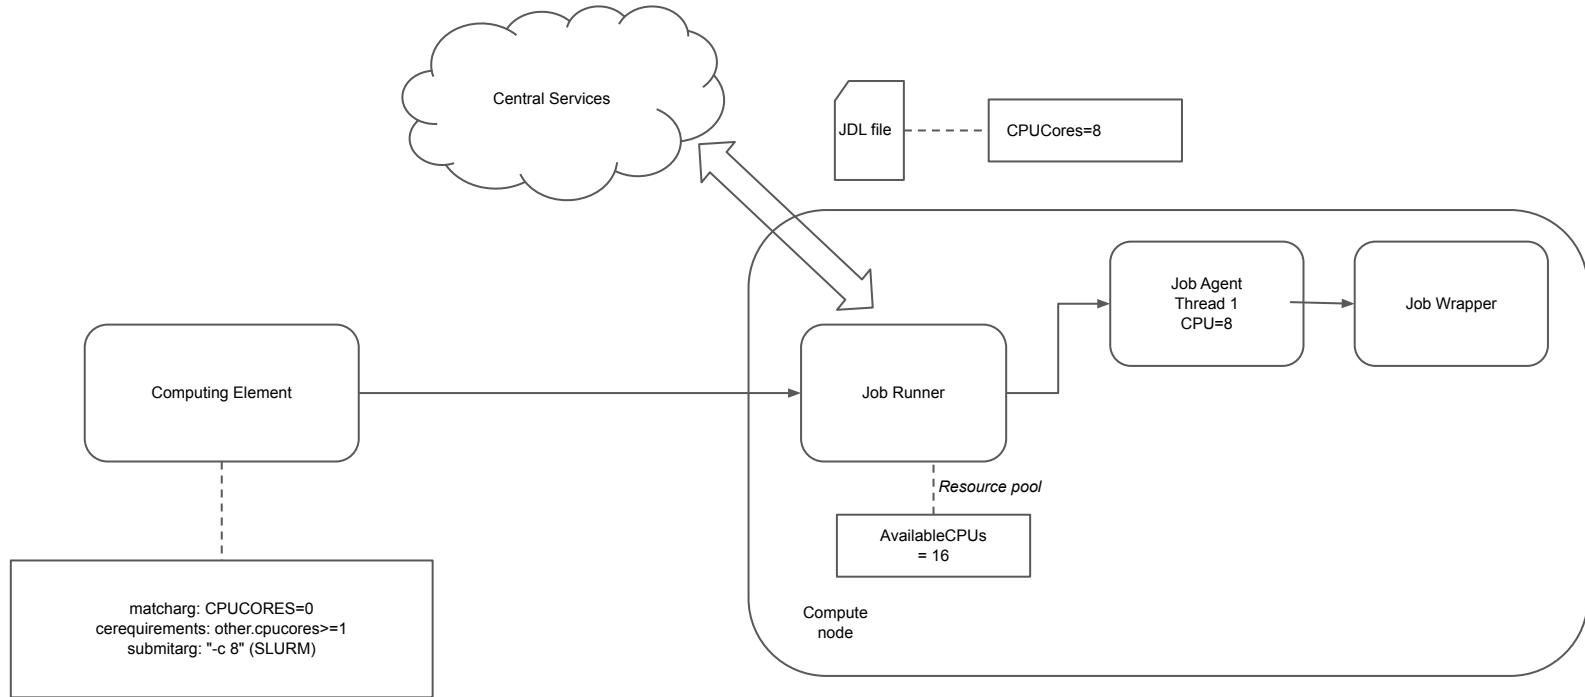 Central Services
JDL file
CPUCores=8
Job Agent
Thread 1
CPU=8
Job Wrapper
Computing Element
Job Runner
Resource pool
AvailableCPUs
= 16
matcharg: CPUCORES=0
cerequirements: other.cpucores>=1
submitarg: "-c 8" (SLURM)
Compute
node